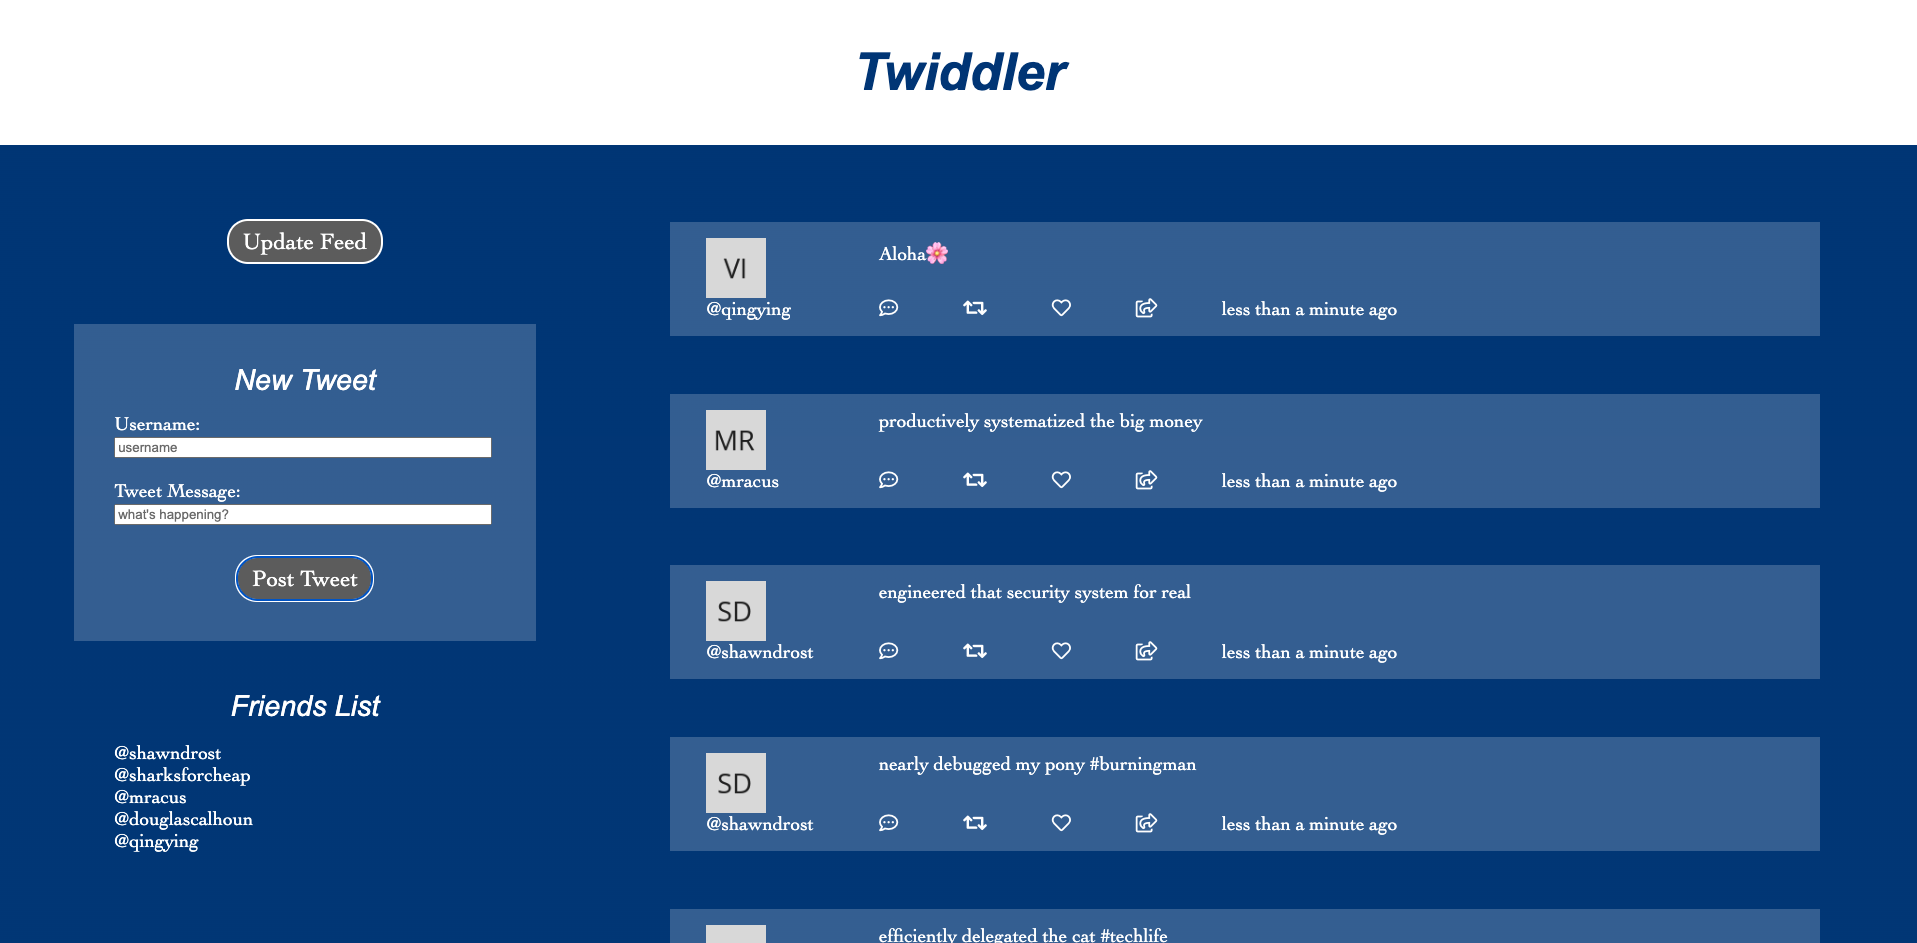 Twiddler
Update Feed
New Tweet
Username:
username
Tweet Message:
what's happening?
Post Tweet
Friends List
@shawndrost
@sharksforcheap
@mracus
@douglascalhoun
@qingying
VI
Aloha🌸
@qingying
less than a minute ago
MR
productively systematized the big money
@mracus
less than a minute ago
SD
engineered that security system for real
@shawndrost
less than a minute ago
SD
nearly debugged my pony #burningman
@shawndrost
less than a minute ago
efficiently delegated the cat #techlife